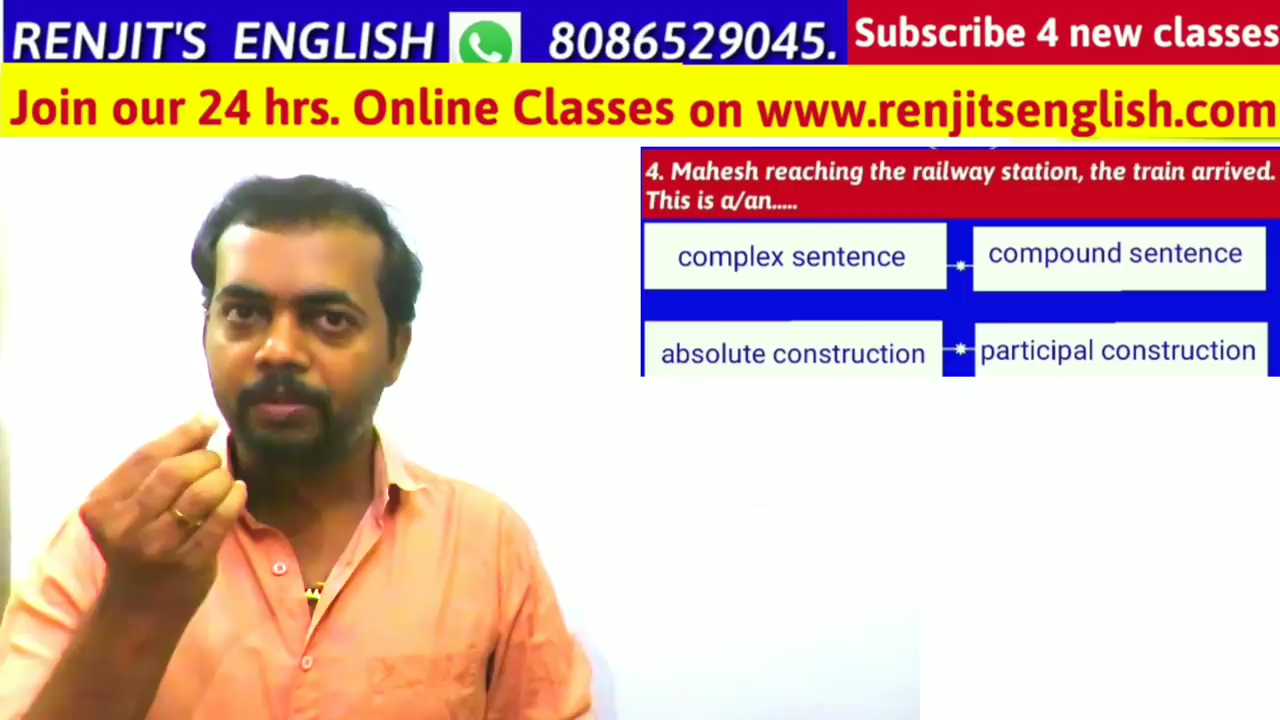 RENJIT'S ENGLISH 8086529045.
Subscribe 4 new classes
Join our 24 hrs. Online Classes on www.renjitsenglish.com
4. Mahesh reaching the railway station, the train arrived.
This is a/an.....
complex sentence
compound sentence
absolute construction
participal construction